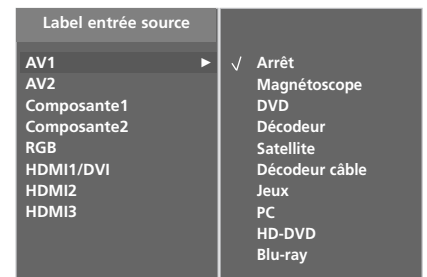 Label entrée source
AV1 ►
AV2
Composante1
Composante2
RGB
HDMI1/DVI
HDMI2
HDMI3
√ Arrêt
Magnétoscope
DVD
Décodeur
Satellite
Décodeur câble
Jeux
PC
HD-DVD
Blu-ray